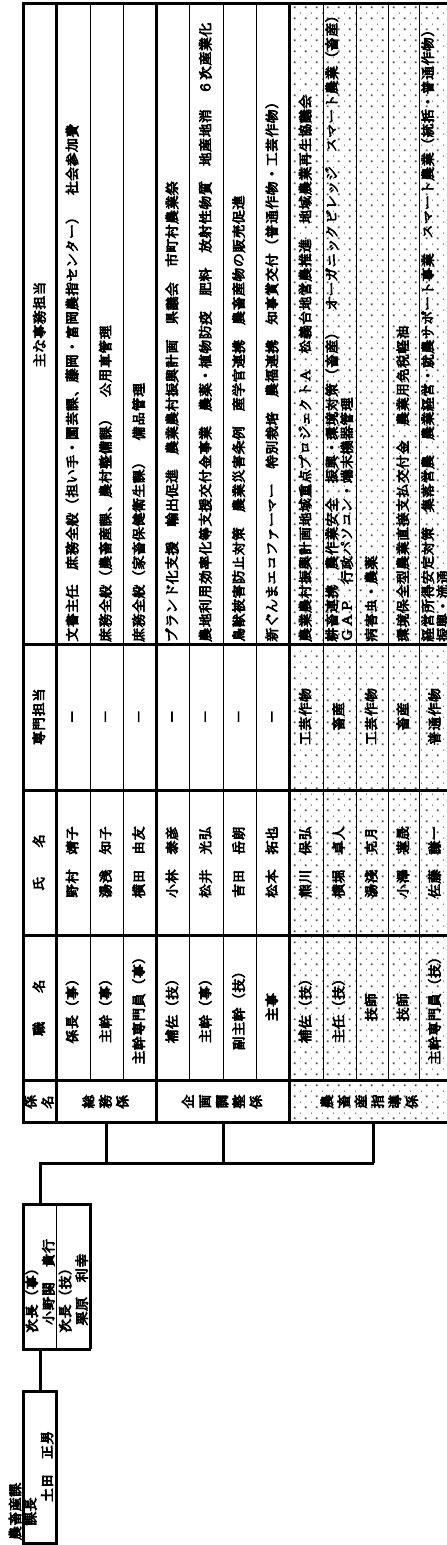 農畜産課
課長
土田　正男
次長（事）
小野関　貴行
次長（技）
栗原　利幸
係名　職　名　氏　名　専門担当　主な事務担当
総務係
係長（事）　野村　靖子　－　文書主任　庶務全般（担い手・園芸課、藤岡・富岡農指センター）　社会参加費
主幹（事）　湯浅　知子　－　庶務全般（農畜産課、農村整備課）　公用車管理
主幹専門員（事）　横田　由友　－　庶務全般（家畜保健衛生課）　備品管理
企画調整係
補佐（技）　小林　泰彦　－　ブランド化支援　輸出促進　農業農村振興計画　県議会　市町村農業祭
主幹（事）　松井　光弘　－　農地利用効率化等支援交付金事業　農薬・植物防疫　肥料　放射性物質　地産地消　６次産業化
副主幹（技）　吉田　岳朗　－　鳥獣被害防止対策　農業災害条例　産学官連携　農畜産物の販売促進
主事　松本　拓也　－　新ぐんまエコファーマー　特別栽培　農福連携　知事賞交付（普通作物・工芸作物）
農畜産指導係
補佐（技）　熊川　保弘　工芸作物　農業農村振興計画地域重点プロジェクトＡ　松義台地営農推進　地域農業再生協議会
主任（技）　横堀　卓人　畜産　耕畜連携　農作業安全　振興・環境対策（畜産）　オーガニックビレッジ　スマート農業（畜産）
ＧＡＰ　行政パソコン・端末機器管理
技師　湯淺　克月　工芸作物　病害虫・農薬
技師　小澤　蓮晟　畜産　環境保全型農業直接支払交付金　農業用免税軽油
主幹専門員（技）　佐藤　謙一　普通作物　経営所得安定対策　集落営農　農業経営・就農サポート事業　スマート農業（統括・普通作物）
振興・流通